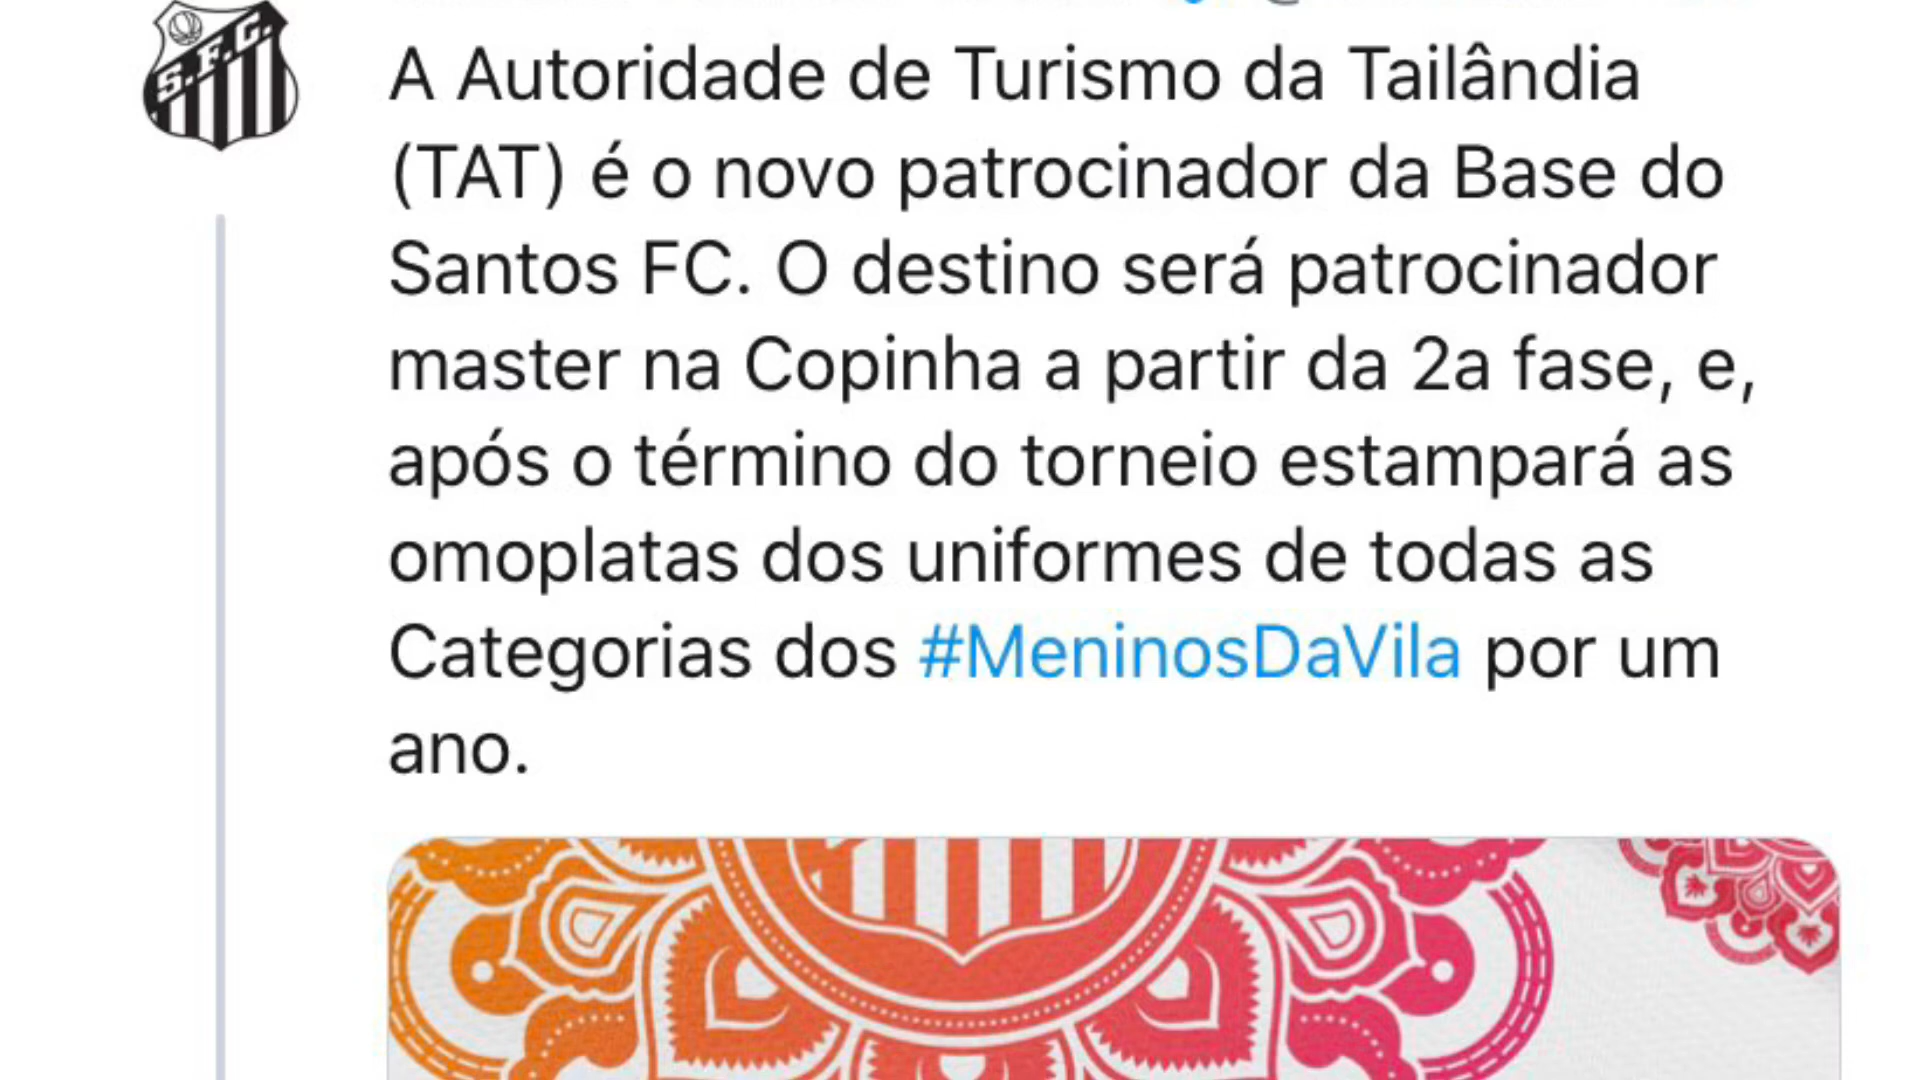 S.F.C.
A Autoridade de Turismo da Tailândia
(TAT) é o novo patrocinador da Base do
Santos FC. O destino será patrocinador
master na Copinha a partir da 2a fase, e,
após o término do torneio estampará as
omoplatas dos uniformes de todas as
Categorias dos #MeninosDaVila por um
ano.